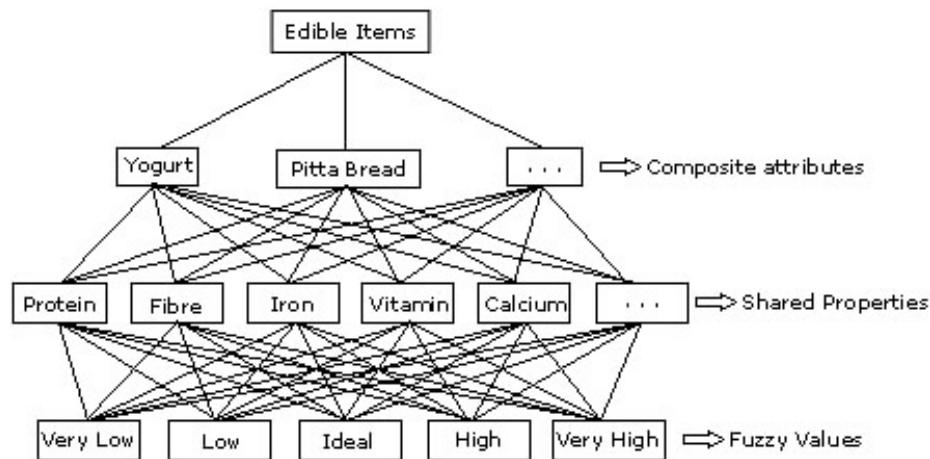 Edible Items
Yogurt
Pitta Bread
...
Composite attributes
Protein
Fibre
Iron
Vitamin
Calcium
...
Shared Properties
Very Low
Low
Ideal
High
Very High
Fuzzy Values